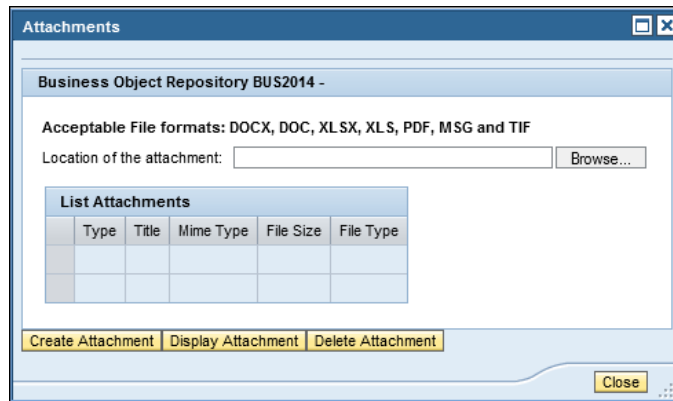 Attachments
Business Object Repository BUS2014 -
Acceptable File formats: DOCX, DOC, XLSX, XLS, PDF, MSG and TIF
Location of the attachment: Browse...
List Attachments
Type Title Mime Type File Size File Type
Create Attachment Display Attachment Delete Attachment
Close